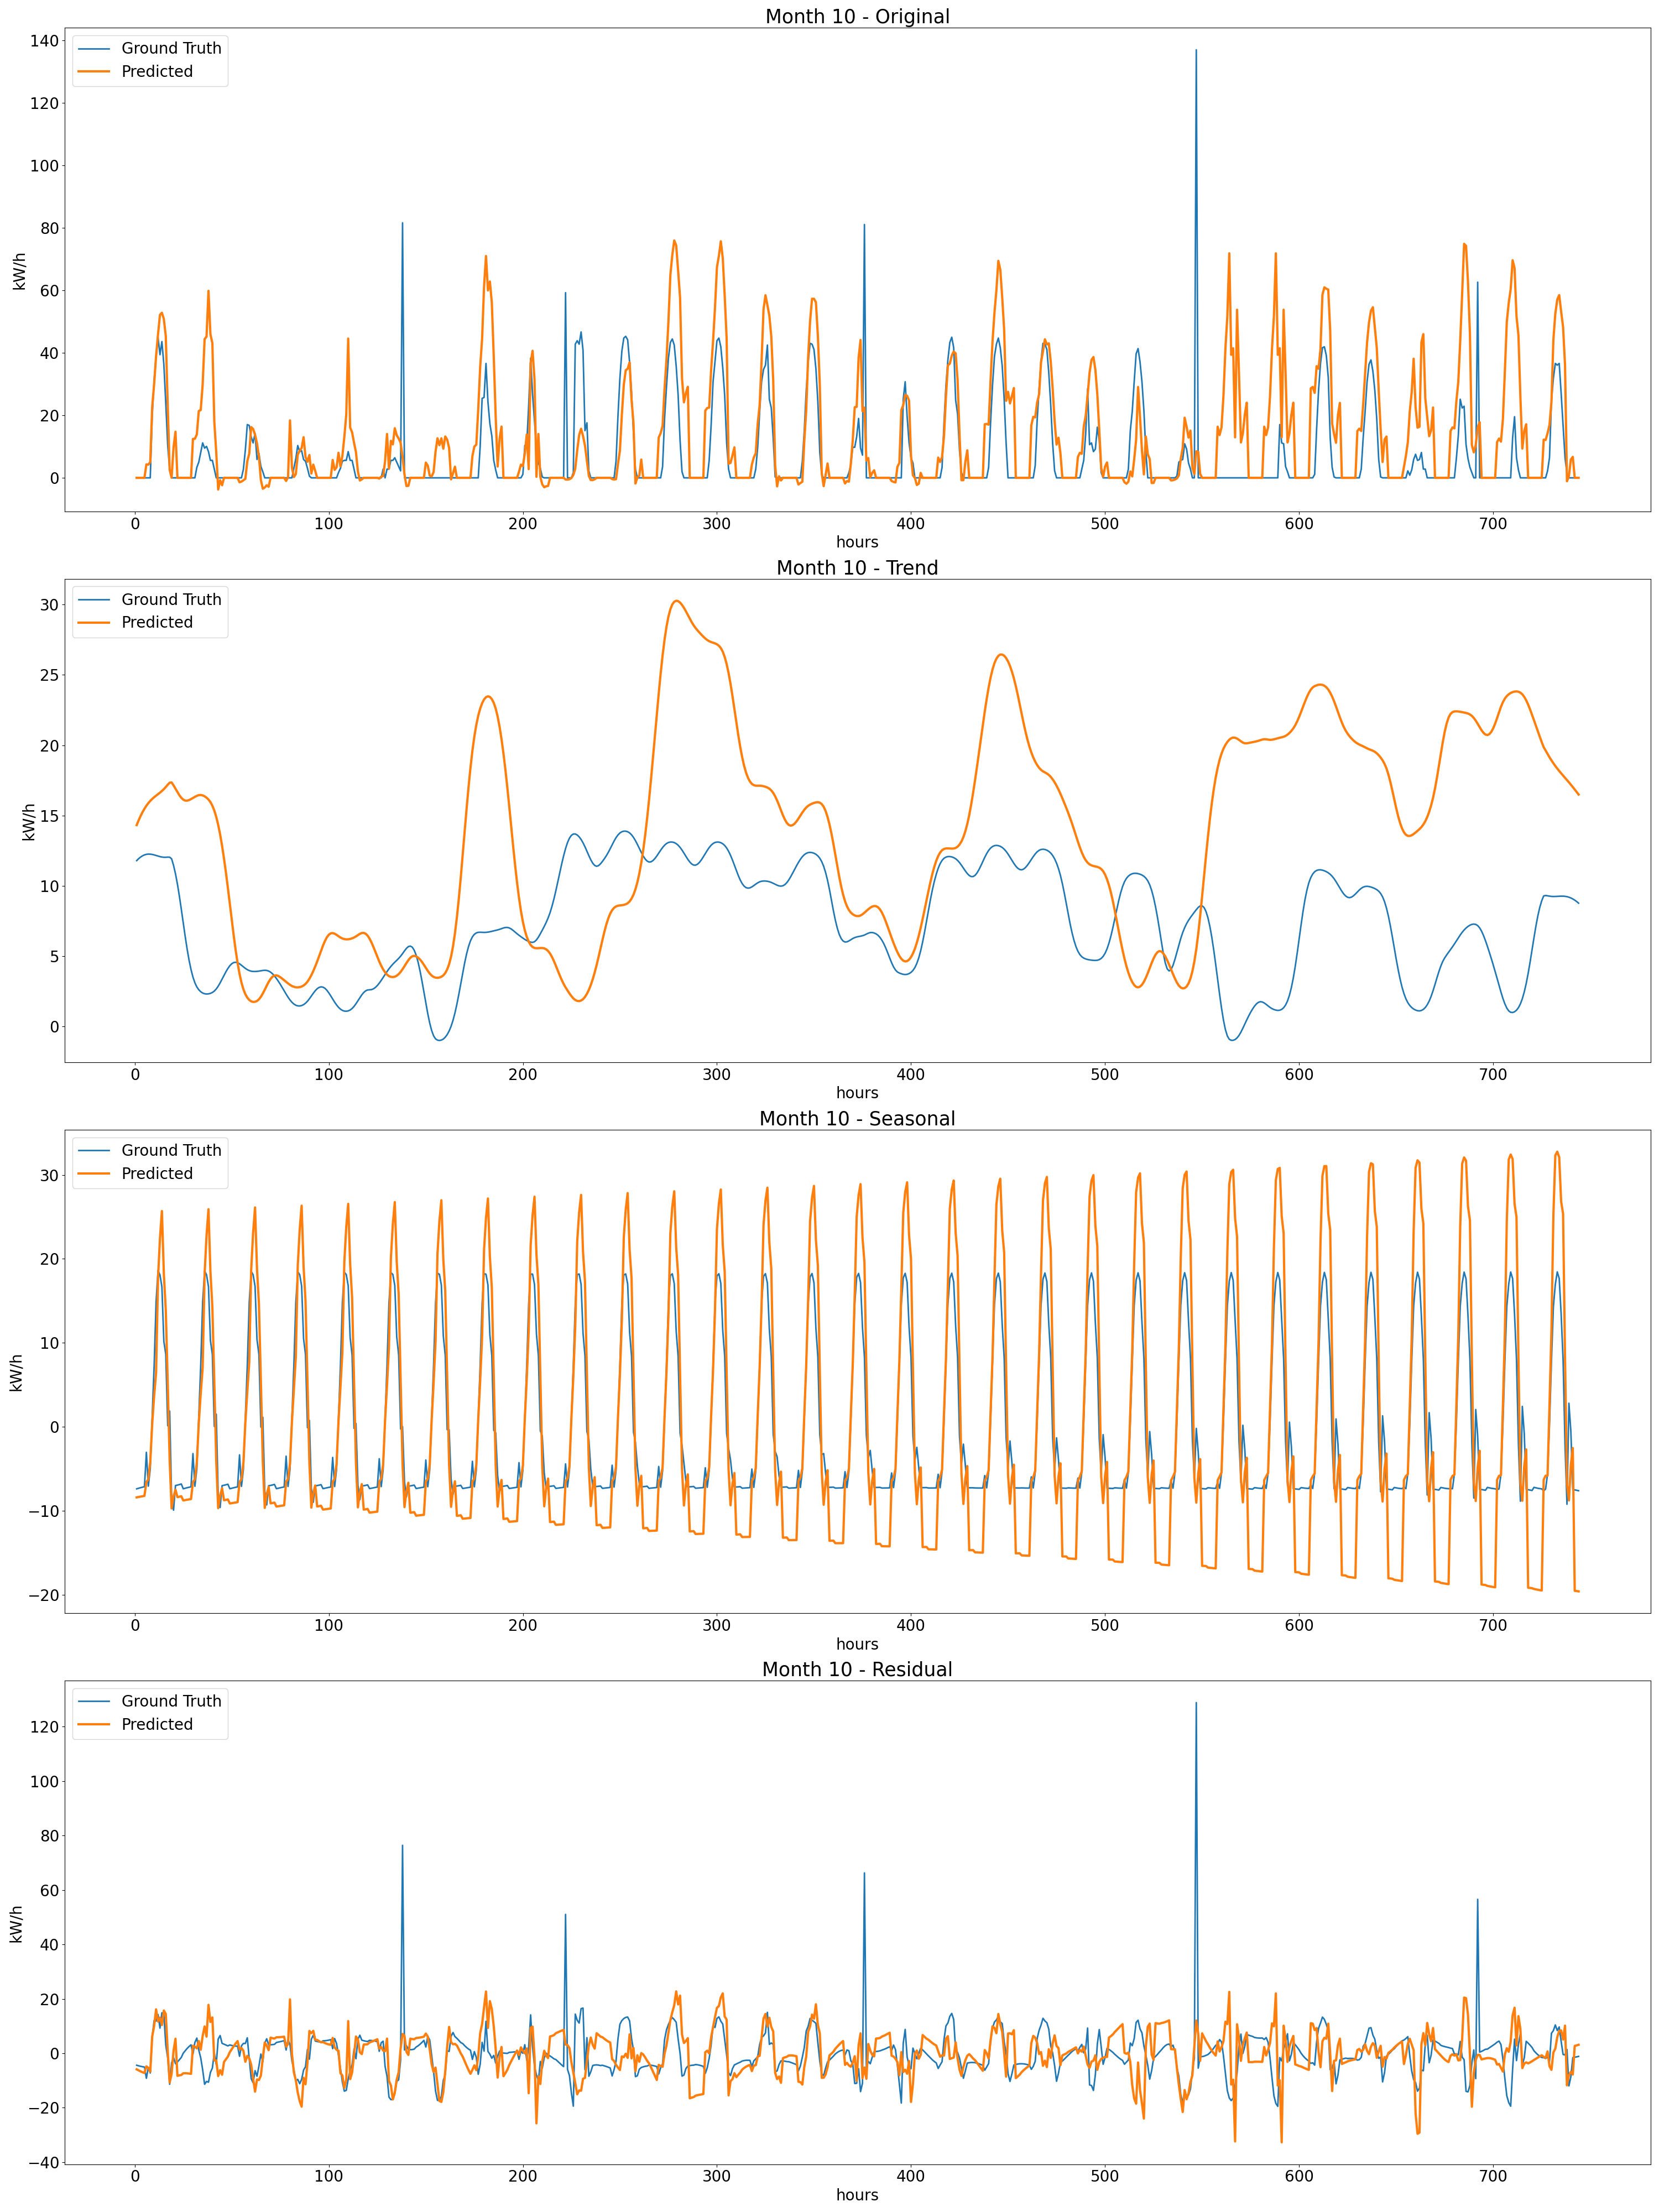 Month 10 - Original
140
120
100
80
60
40
20
0
kW/h
Ground Truth
Predicted
0 100 200 300 400 500 600 700
hours
Month 10 - Trend
30
25
20
15
10
5
0
kW/h
Ground Truth
Predicted
0 100 200 300 400 500 600 700
hours
Month 10 - Seasonal
30
20
10
0
−10
−20
kW/h
Ground Truth
Predicted
0 100 200 300 400 500 600 700
hours
Month 10 - Residual
120
100
80
60
40
20
0
−20
−40
kW/h
Ground Truth
Predicted
0 100 200 300 400 500 600 700
hours